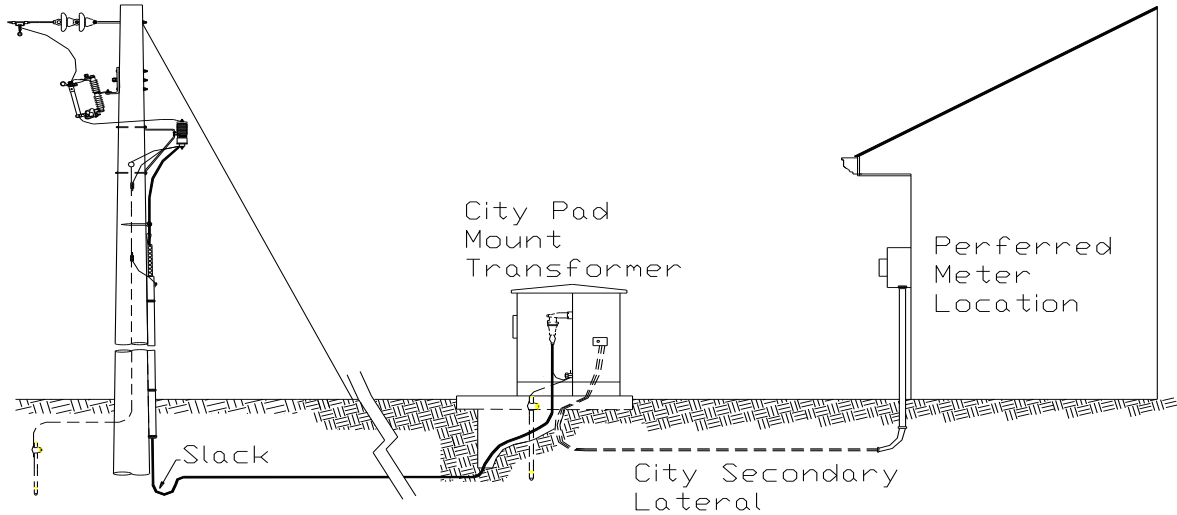 City Pad
Mount
Transformer
Perferred
Meter
Location
Slack
City Secondary
Lateral